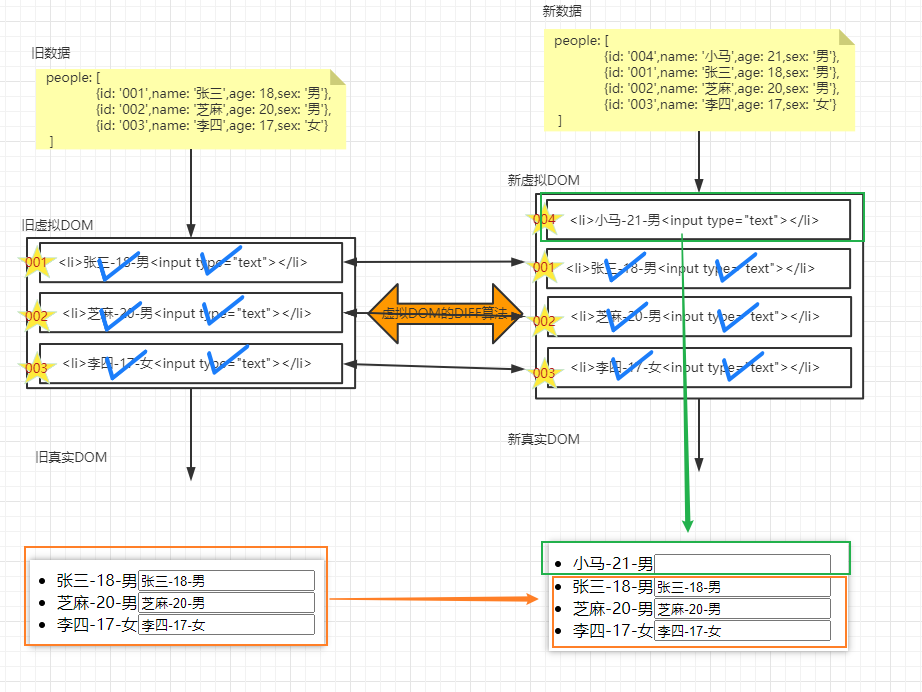 新数据
people: [
{id: '004',name: '小马',age: 21,sex: '男'},
{id: '001',name: '张三',age: 18,sex: '男'},
{id: '002',name: '芝麻',age: 20,sex: '男'},
{id: '003',name: '李四',age: 17,sex: '女'}
]
旧数据
people: [
{id: '001',name: '张三',age: 18,sex: '男'},
{id: '002',name: '芝麻',age: 20,sex: '男'},
{id: '003',name: '李四',age: 17,sex: '女'}
]
新虚拟DOM
004 <li>小马-21-男<input type="text"></li>
001 <li>张三-18-男<input type="text"></li>
002 <li>芝麻-20-男<input type="text"></li>
003 <li>李四-17-女<input type="text"></li>
旧虚拟DOM
001 <li>张三-18-男<input type="text"></li>
002 <li>芝麻-20-男<input type="text"></li>
003 <li>李四-17-女<input type="text"></li>
虚拟DOM的DIFF算法
新真实DOM
旧真实DOM
张三-18-男 张三-18-男
芝麻-20-男 芝麻-20-男
李四-17-女 李四-17-女
小马-21-男
张三-18-男 张三-18-男
芝麻-20-男 芝麻-20-男
李四-17-女 李四-17-女